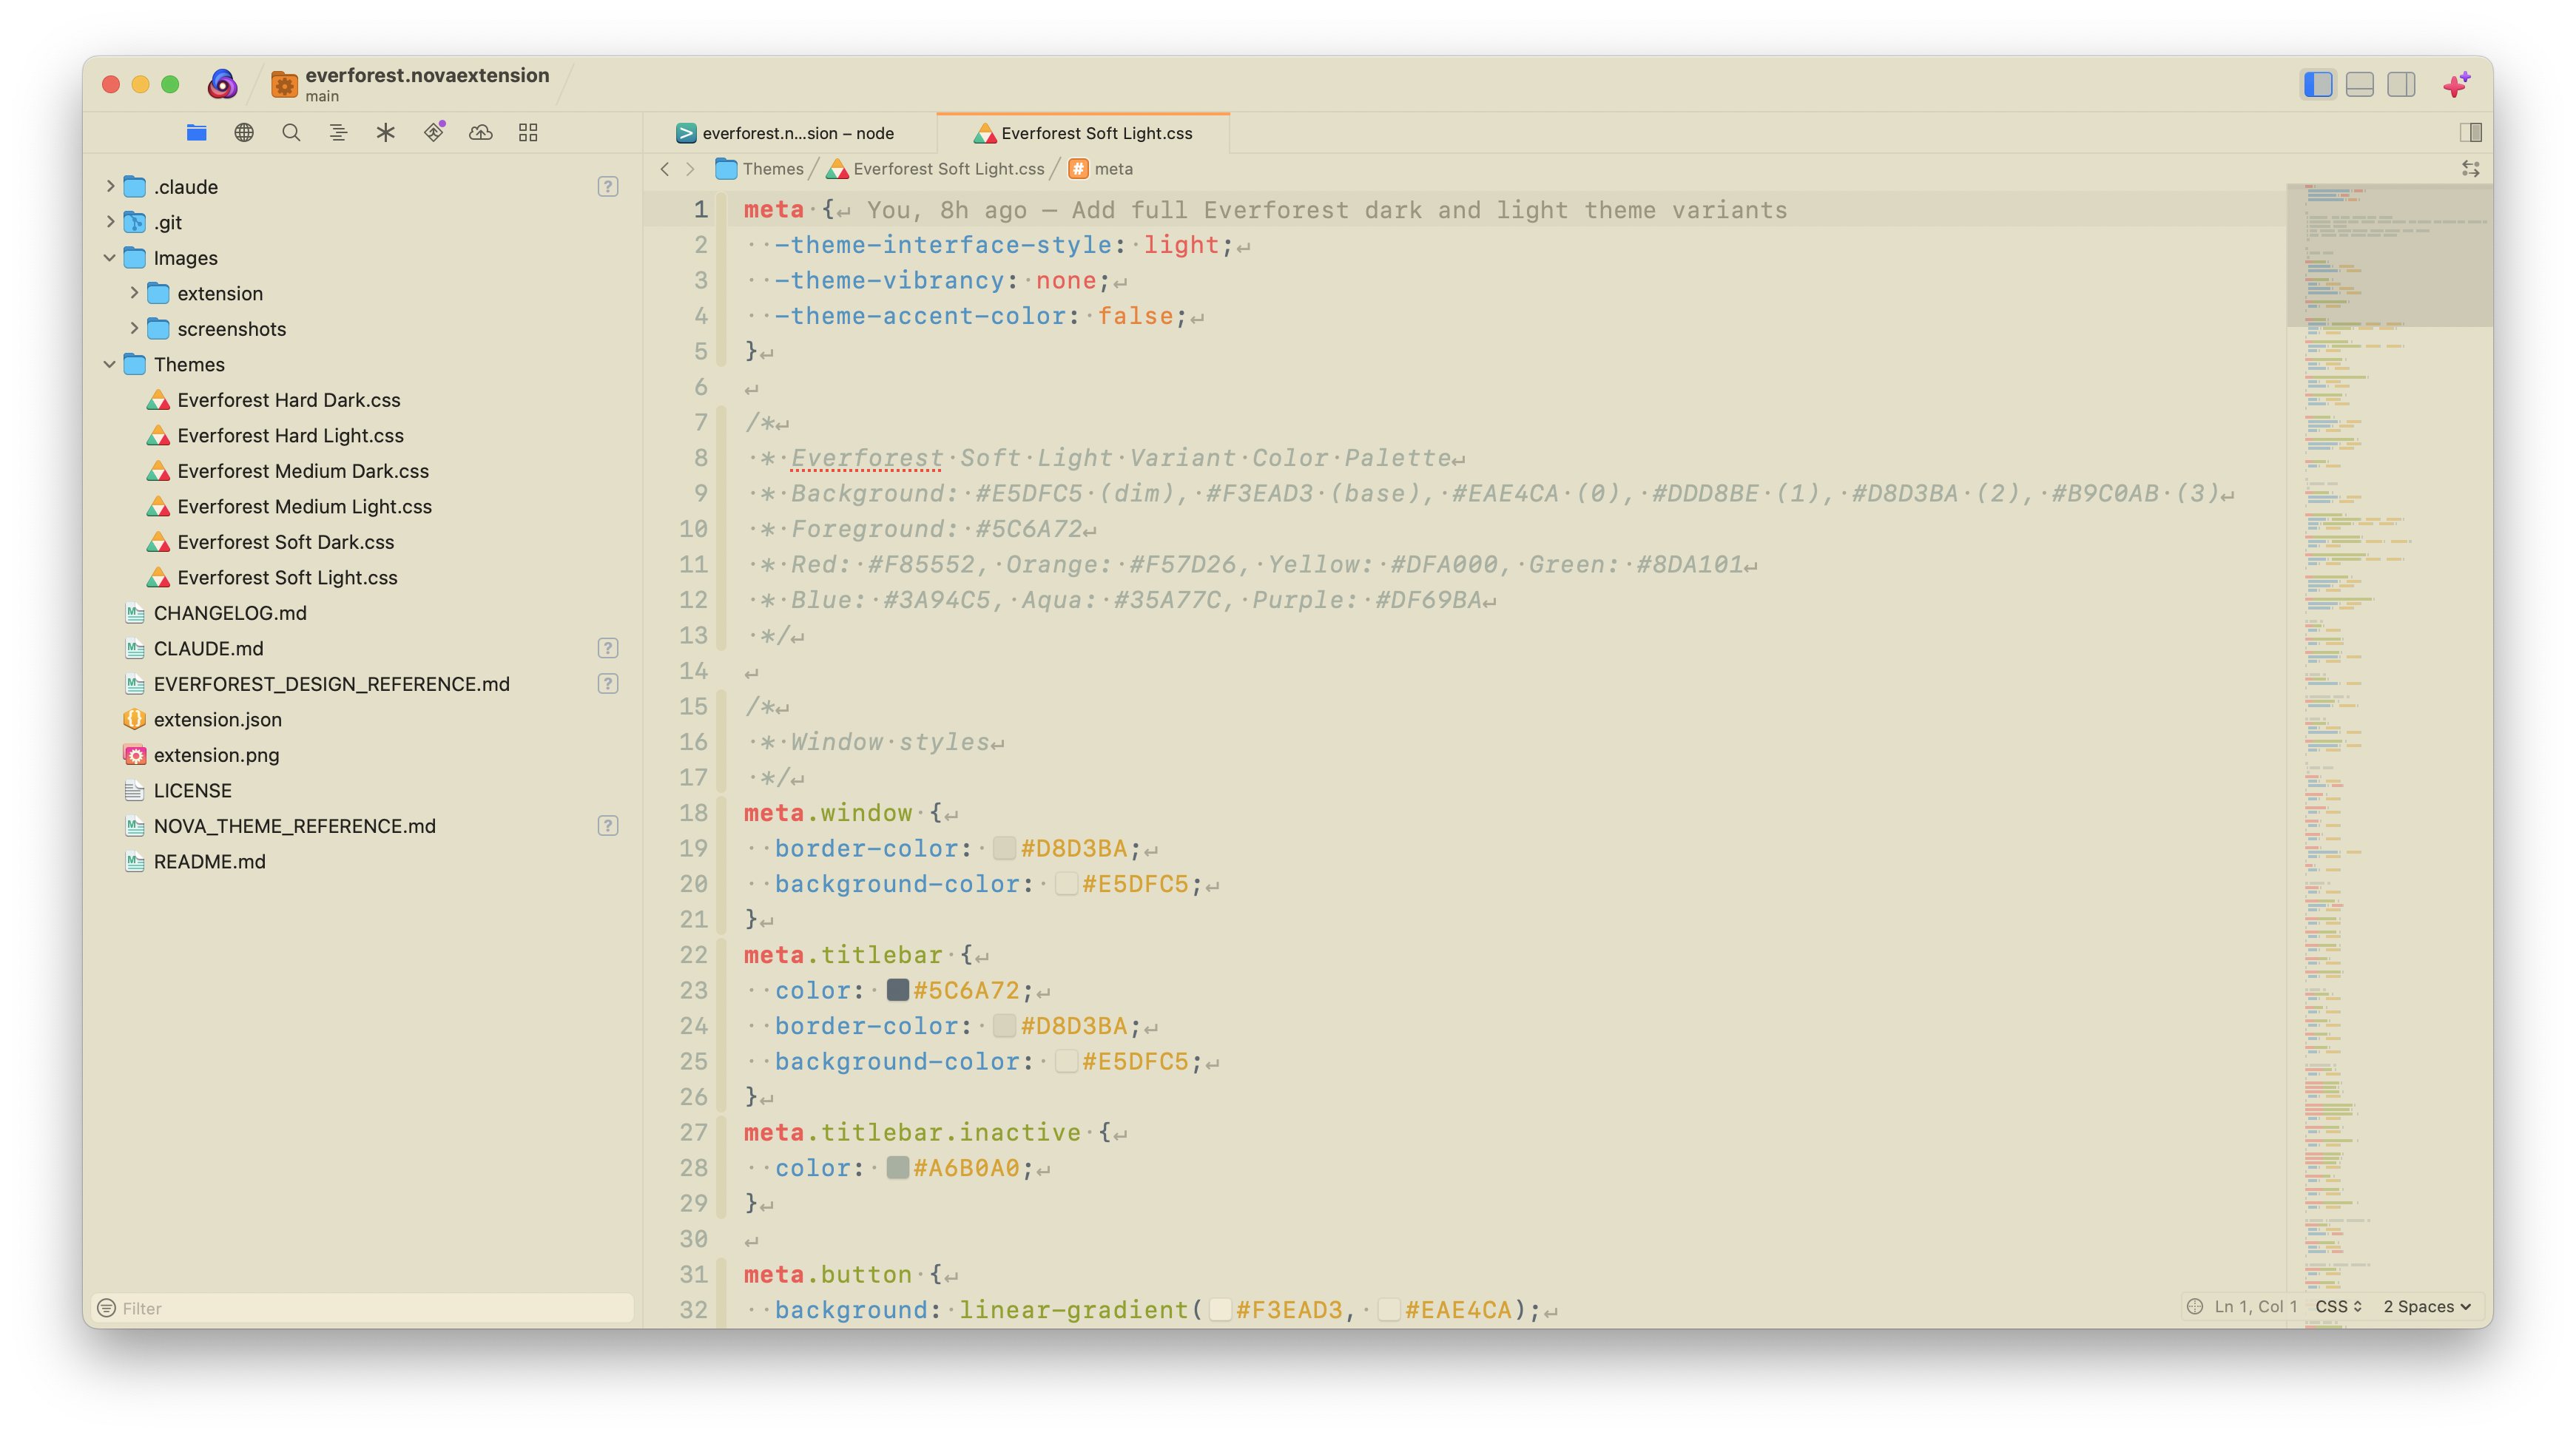 everforest.novaextension
main
everforest.n...sion – node
Everforest Soft Light.css
Themes
Everforest Soft Light.css
meta
.claude
?
.git
Images
extension
screenshots
Themes
Everforest Hard Dark.css
Everforest Hard Light.css
Everforest Medium Dark.css
Everforest Medium Light.css
Everforest Soft Dark.css
Everforest Soft Light.css
CHANGELOG.md
CLAUDE.md
?
EVERFOREST_DESIGN_REFERENCE.md
?
extension.json
extension.png
LICENSE
NOVA_THEME_REFERENCE.md
?
README.md
Filter
1 meta·{↵ You, 8h ago — Add full Everforest dark and light theme variants
2 ··-theme-interface-style:·light;↵
3 ··-theme-vibrancy:·none;↵
4 ··-theme-accent-color:·false;↵
5 }↵
6 ↵
7 /*↵
8 ·*·Everforest·Soft·Light·Variant·Color·Palette↵
9 ·*·Background:·#E5DFC5·(dim),·#F3EAD3·(base),·#EAE4CA·(0),·#DDD8BE·(1),·#D8D3BA·(2),·#B9C0AB·(3)↵
10 ·*·Foreground:·#5C6A72↵
11 ·*·Red:·#F85552,·Orange:·#F57D26,·Yellow:·#DFA000,·Green:·#8DA101↵
12 ·*·Blue:·#3A94C5,·Aqua:·#35A77C,·Purple:·#DF69BA↵
13 ·*/↵
14 ↵
15 /*↵
16 ·*·Window·styles↵
17 ·*/↵
18 meta.window·{↵
19 ··border-color:·#D8D3BA;↵
20 ··background-color:·#E5DFC5;↵
21 }↵
22 meta.titlebar·{↵
23 ··color:·#5C6A72;↵
24 ··border-color:·#D8D3BA;↵
25 ··background-color:·#E5DFC5;↵
26 }↵
27 meta.titlebar.inactive·{↵
28 ··color:·#A6B0A0;↵
29 }↵
30 ↵
31 meta.button·{↵
32 ··background:·linear-gradient(#F3EAD3,·#EAE4CA);↵
Ln 1, Col 1 CSS 2 Spaces